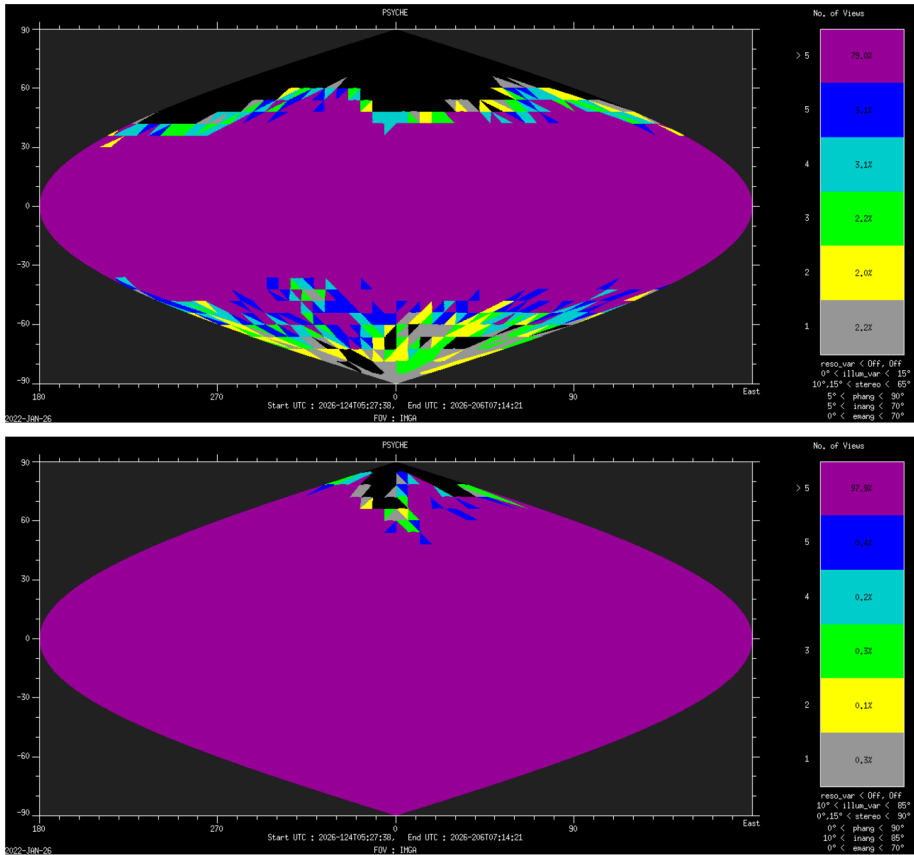 PSYCHE
No. of Views
90
60
30
0
-30
-60
-90
180
270
0
90
East
> 5
5
4
3
2
1
3.1%
2.2%
2.0%
2.2%
reso_var < Off, Off
0° < illum_var < 15°
10°,15° < stereo < 65°
5° < phang < 90°
5° < inang < 70°
0° < emang < 70°
Start UTC : 2026-124T05:27:38, End UTC : 2026-206T07:14:21
2022-JAN-26
FOV : IMGA
PSYCHE
No. of Views
90
60
30
0
-30
-60
-90
180
270
0
90
East
> 5
5
4
3
2
1
97.9%
0.4%
0.2%
0.3%
0.1%
0.3%
reso_var < Off, Off
10° < illum_var < 85°
0°,15° < stereo < 90°
0° < phang < 90°
10° < inang < 85°
0° < emang < 70°
Start UTC : 2026-124T05:27:38, End UTC : 2026-206T07:14:21
2022-JAN-26
FOV : IMGA